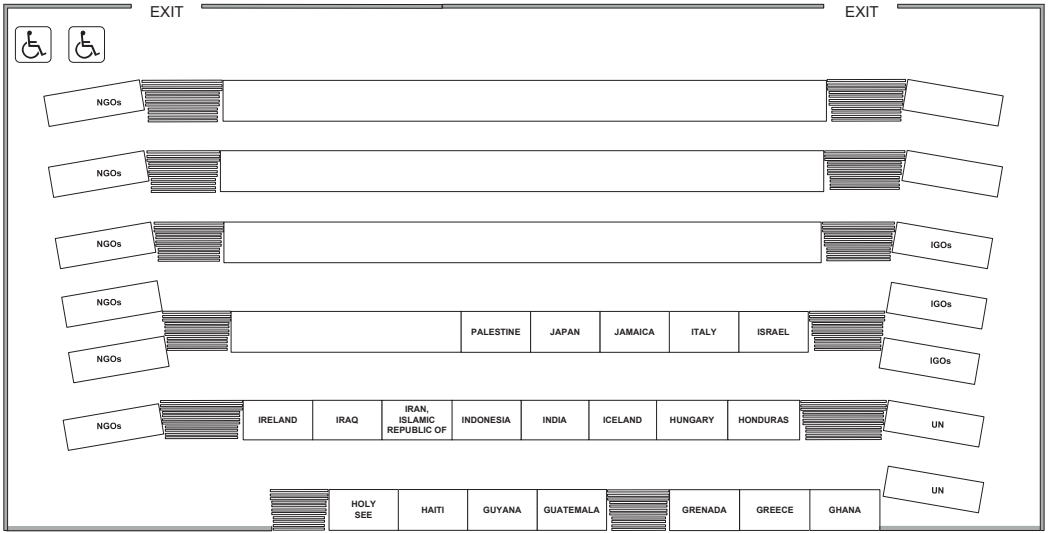 EXIT
EXIT
NGOs
NGOs
NGOs
IGOs
NGOs
IGOs
PALESTINE
JAPAN
JAMAICA
ITALY
ISRAEL
NGOs
IGOs
IRELAND
IRAQ
IRAN,
ISLAMIC
REPUBLIC OF
INDONESIA
INDIA
ICELAND
HUNGARY
HONDURAS
NGOs
UN
UN
HOLY
SEE
HAITI
GUYANA
GUATEMALA
GRENADA
GREECE
GHANA